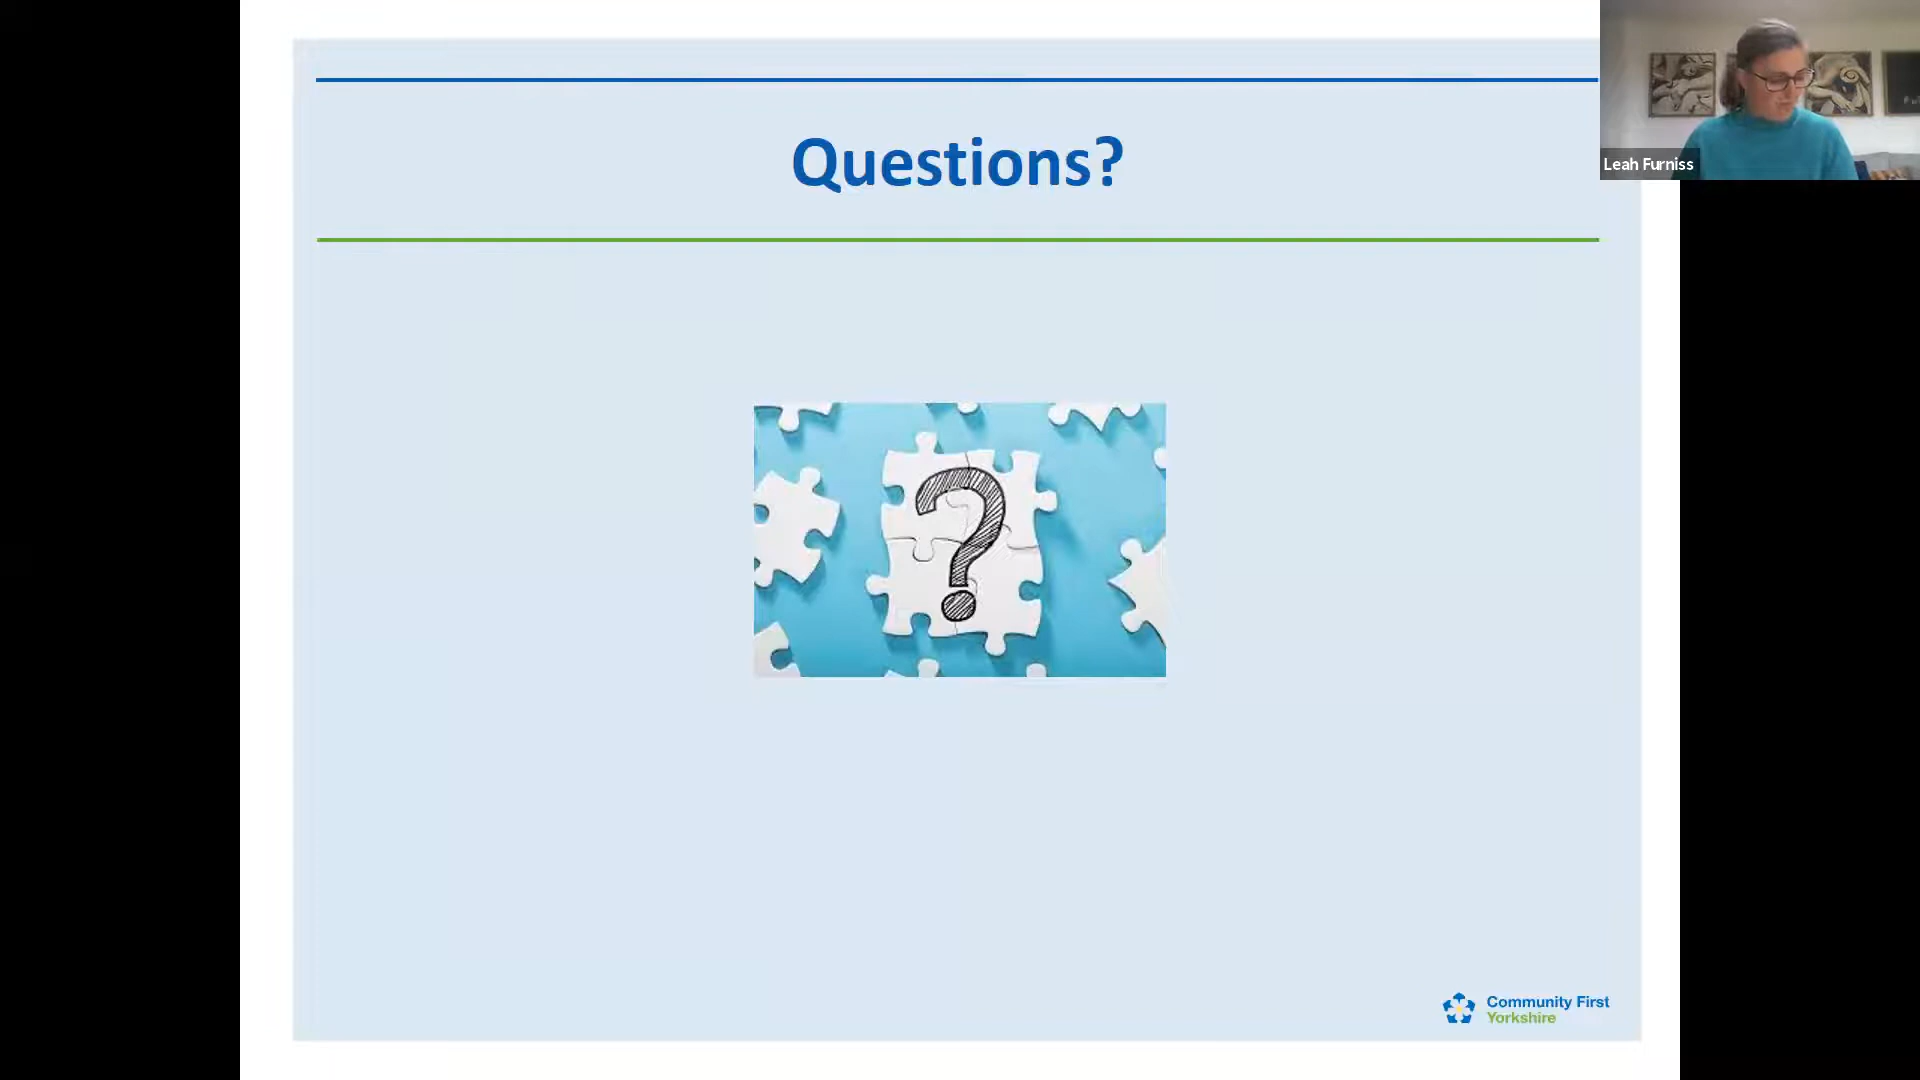 Questions?
Leah Furniss
?
Community First
Yorkshire